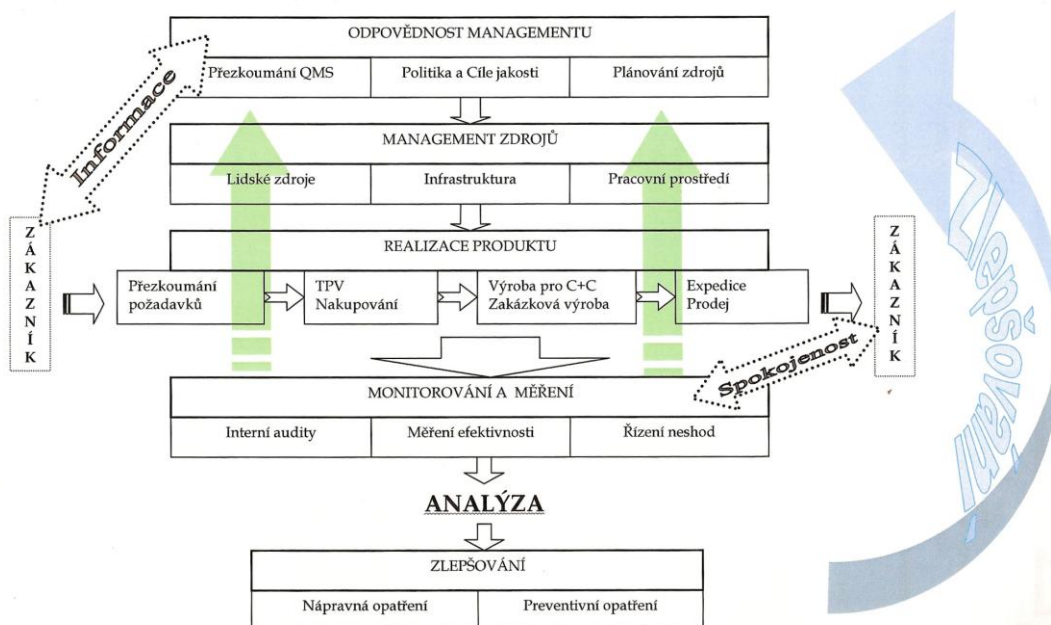 ODPOVĚDNOST MANAGEMENTU
Přezkoumání QMS
Politika a Cíle jakosti
Plánování zdrojů
Informace
MANAGEMENT ZDROJŮ
Lidské zdroje
Infrastruktura
Pracovní prostředí
ZÁKAZNÍK
REALIZACE PRODUKTU
Přezkoumání
požadavků
TPV
Nakupování
Výroba pro C+C
Zakázková výroba
Expedice
Prodej
ZÁKAZNÍK
Spokojenost
Zlepšování
MONITOROVÁNÍ A MĚŘENÍ
Interní audity
Měření efektivnosti
Řízení neshod
ANALÝZA
ZLEPŠOVÁNÍ
Nápravná opatření
Preventivní opatření